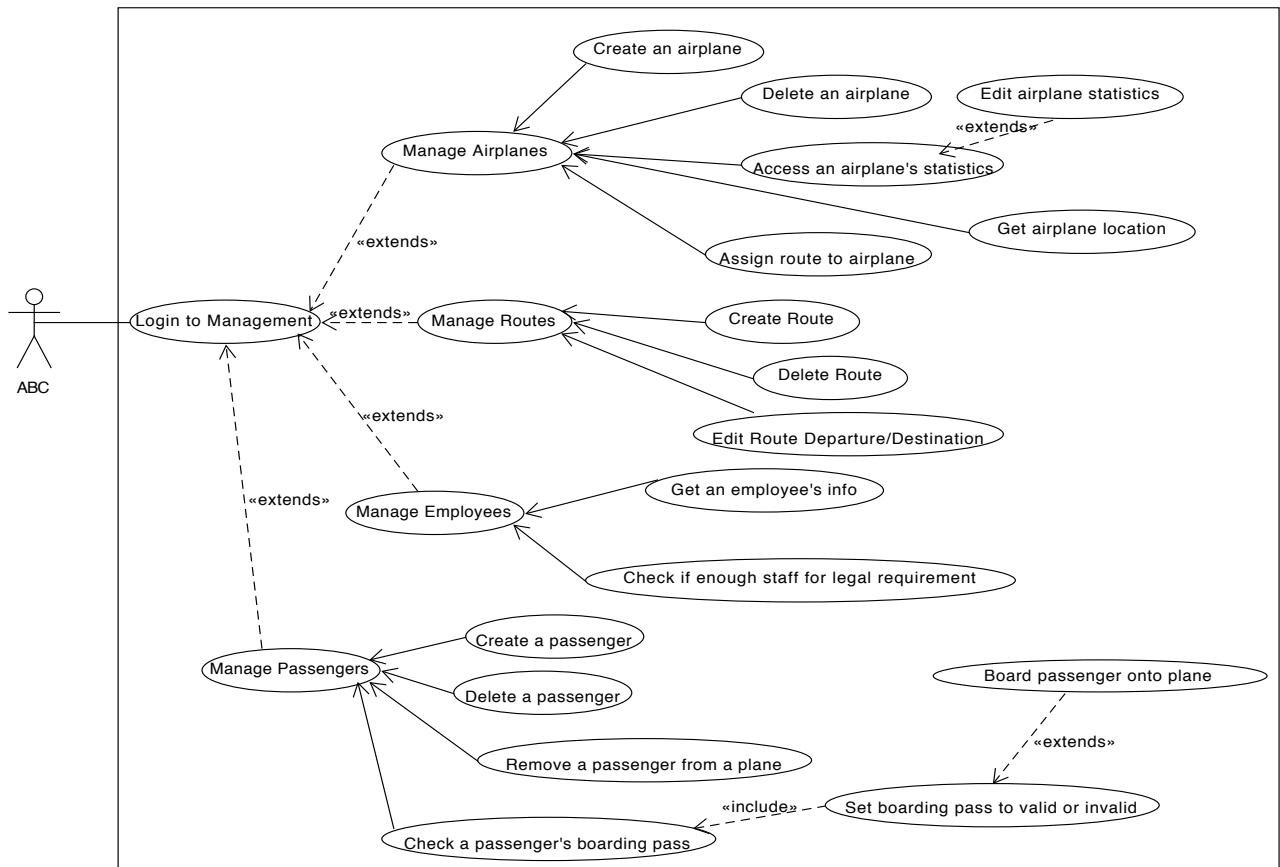 Create an airplane
Delete an airplane
Edit airplane statistics
«extends»
Manage Airplanes
Access an airplane's statistics
Get airplane location
«extends»
Assign route to airplane
Login to Management
«extends»
Manage Routes
Create Route
ABC
Delete Route
«extends»
Edit Route Departure/Destination
Get an employee's info
«extends»
Manage Employees
Check if enough staff for legal requirement
Create a passenger
Manage Passengers
Delete a passenger
Board passenger onto plane
«extends»
Remove a passenger from a plane
«include»
Set boarding pass to valid or invalid
Check a passenger's boarding pass